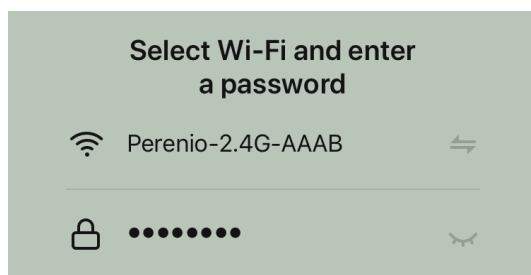 Select Wi-Fi and enter
a password
Perenio-2.4G-AAAB
••••••••